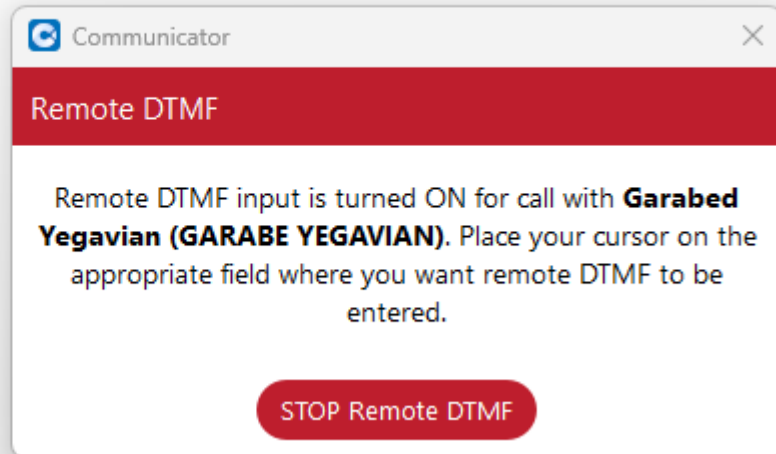 Communicator
Remote DTMF
Remote DTMF input is turned ON for call with Garabed
Yegavian (GARABE YEGAVIAN). Place your cursor on the
appropriate field where you want remote DTMF to be
entered.
STOP Remote DTMF